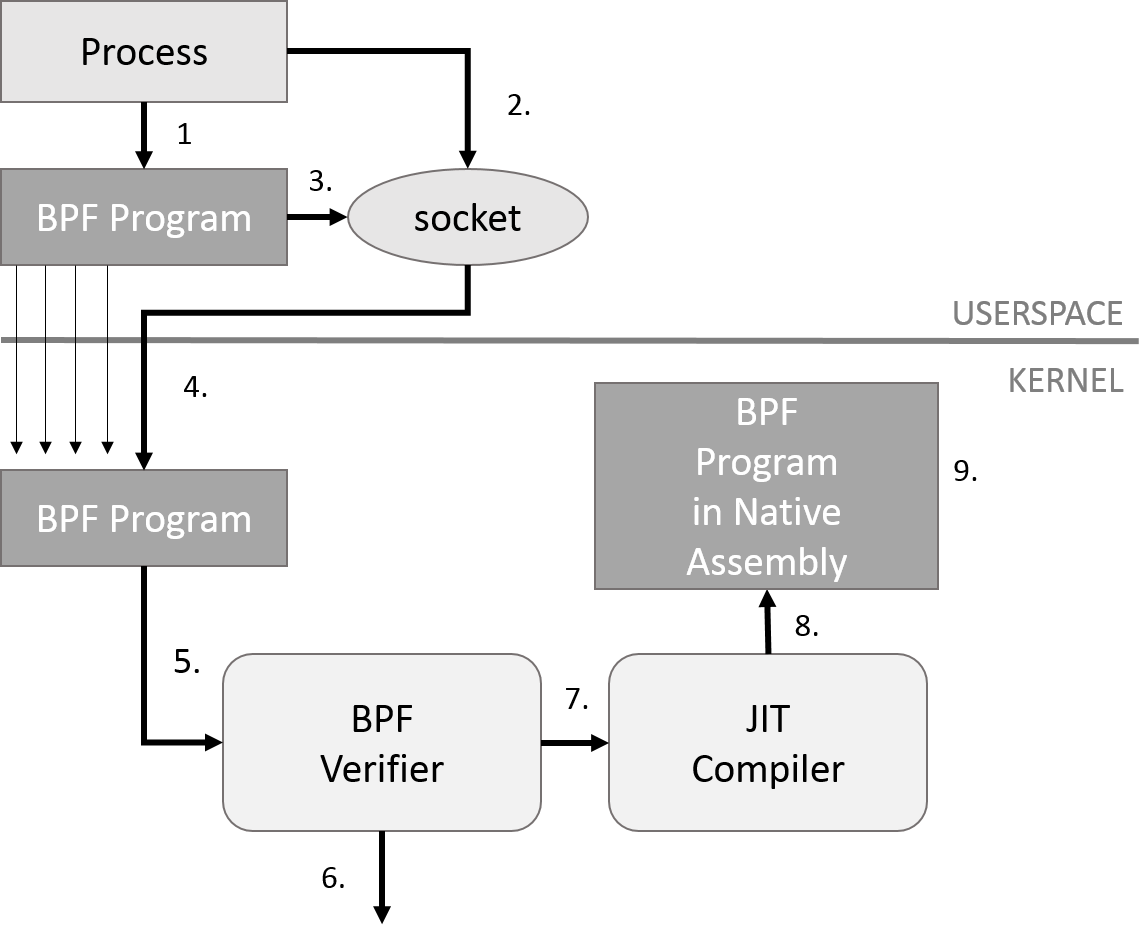 Process
1
2.
BPF Program
3.
socket
USERSPACE
KERNEL
4.
BPF
Program
in Native
Assembly
9.
BPF Program
8.
5.
BPF
Verifier
7.
JIT
Compiler
6.